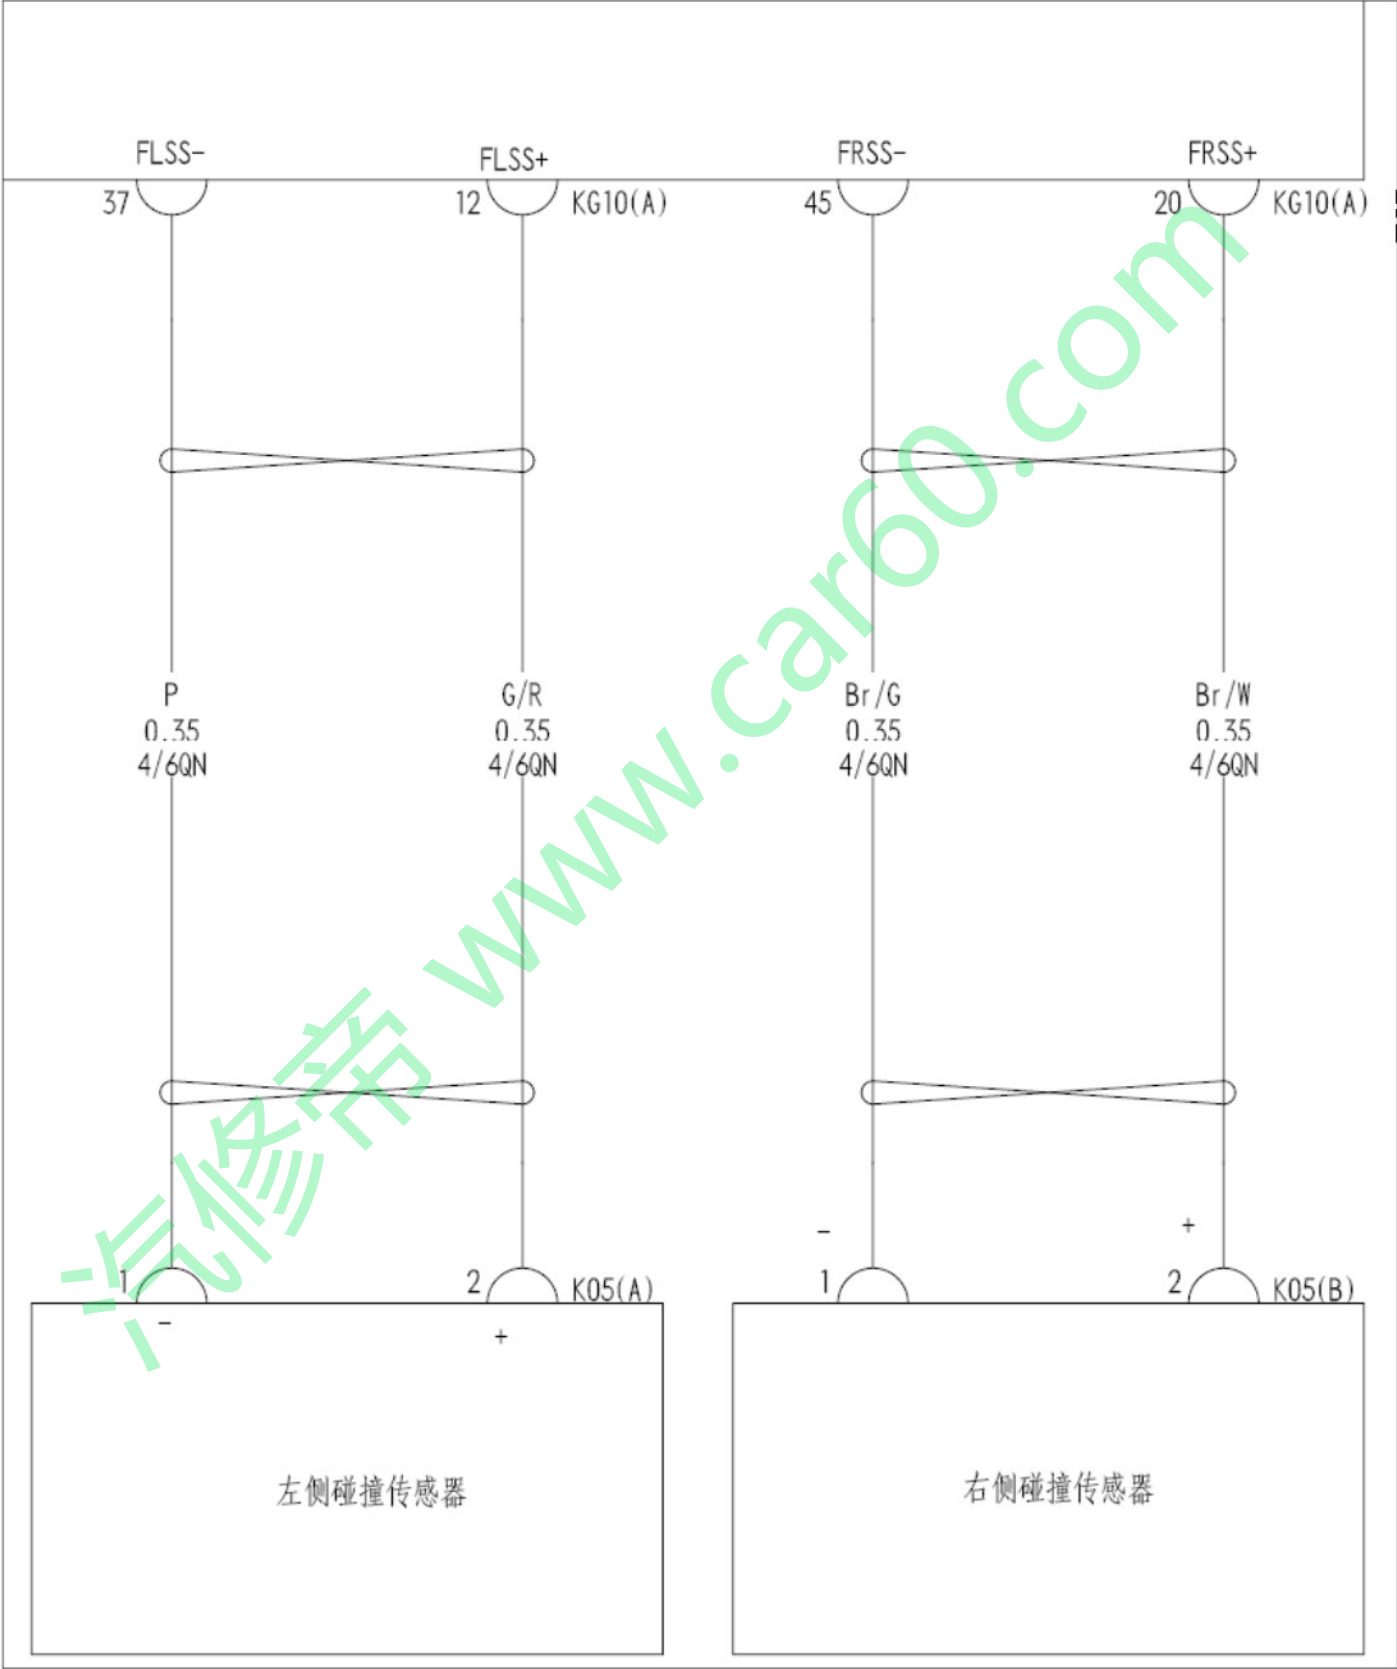 FLSS-
FLSS+
FRSS-
FRSS+
37
12
KG10(A)
45
20
KG10(A)
P
0.35
4/6QN
G/R
0.35
4/6QN
Br/G
0.35
4/6QN
Br/W
0.35
4/6QN
-
+
1
2
K05(A)
1
2
K05(B)
-
+
左侧碰撞传感器
右侧碰撞传感器
汽修帝 www.car60.com